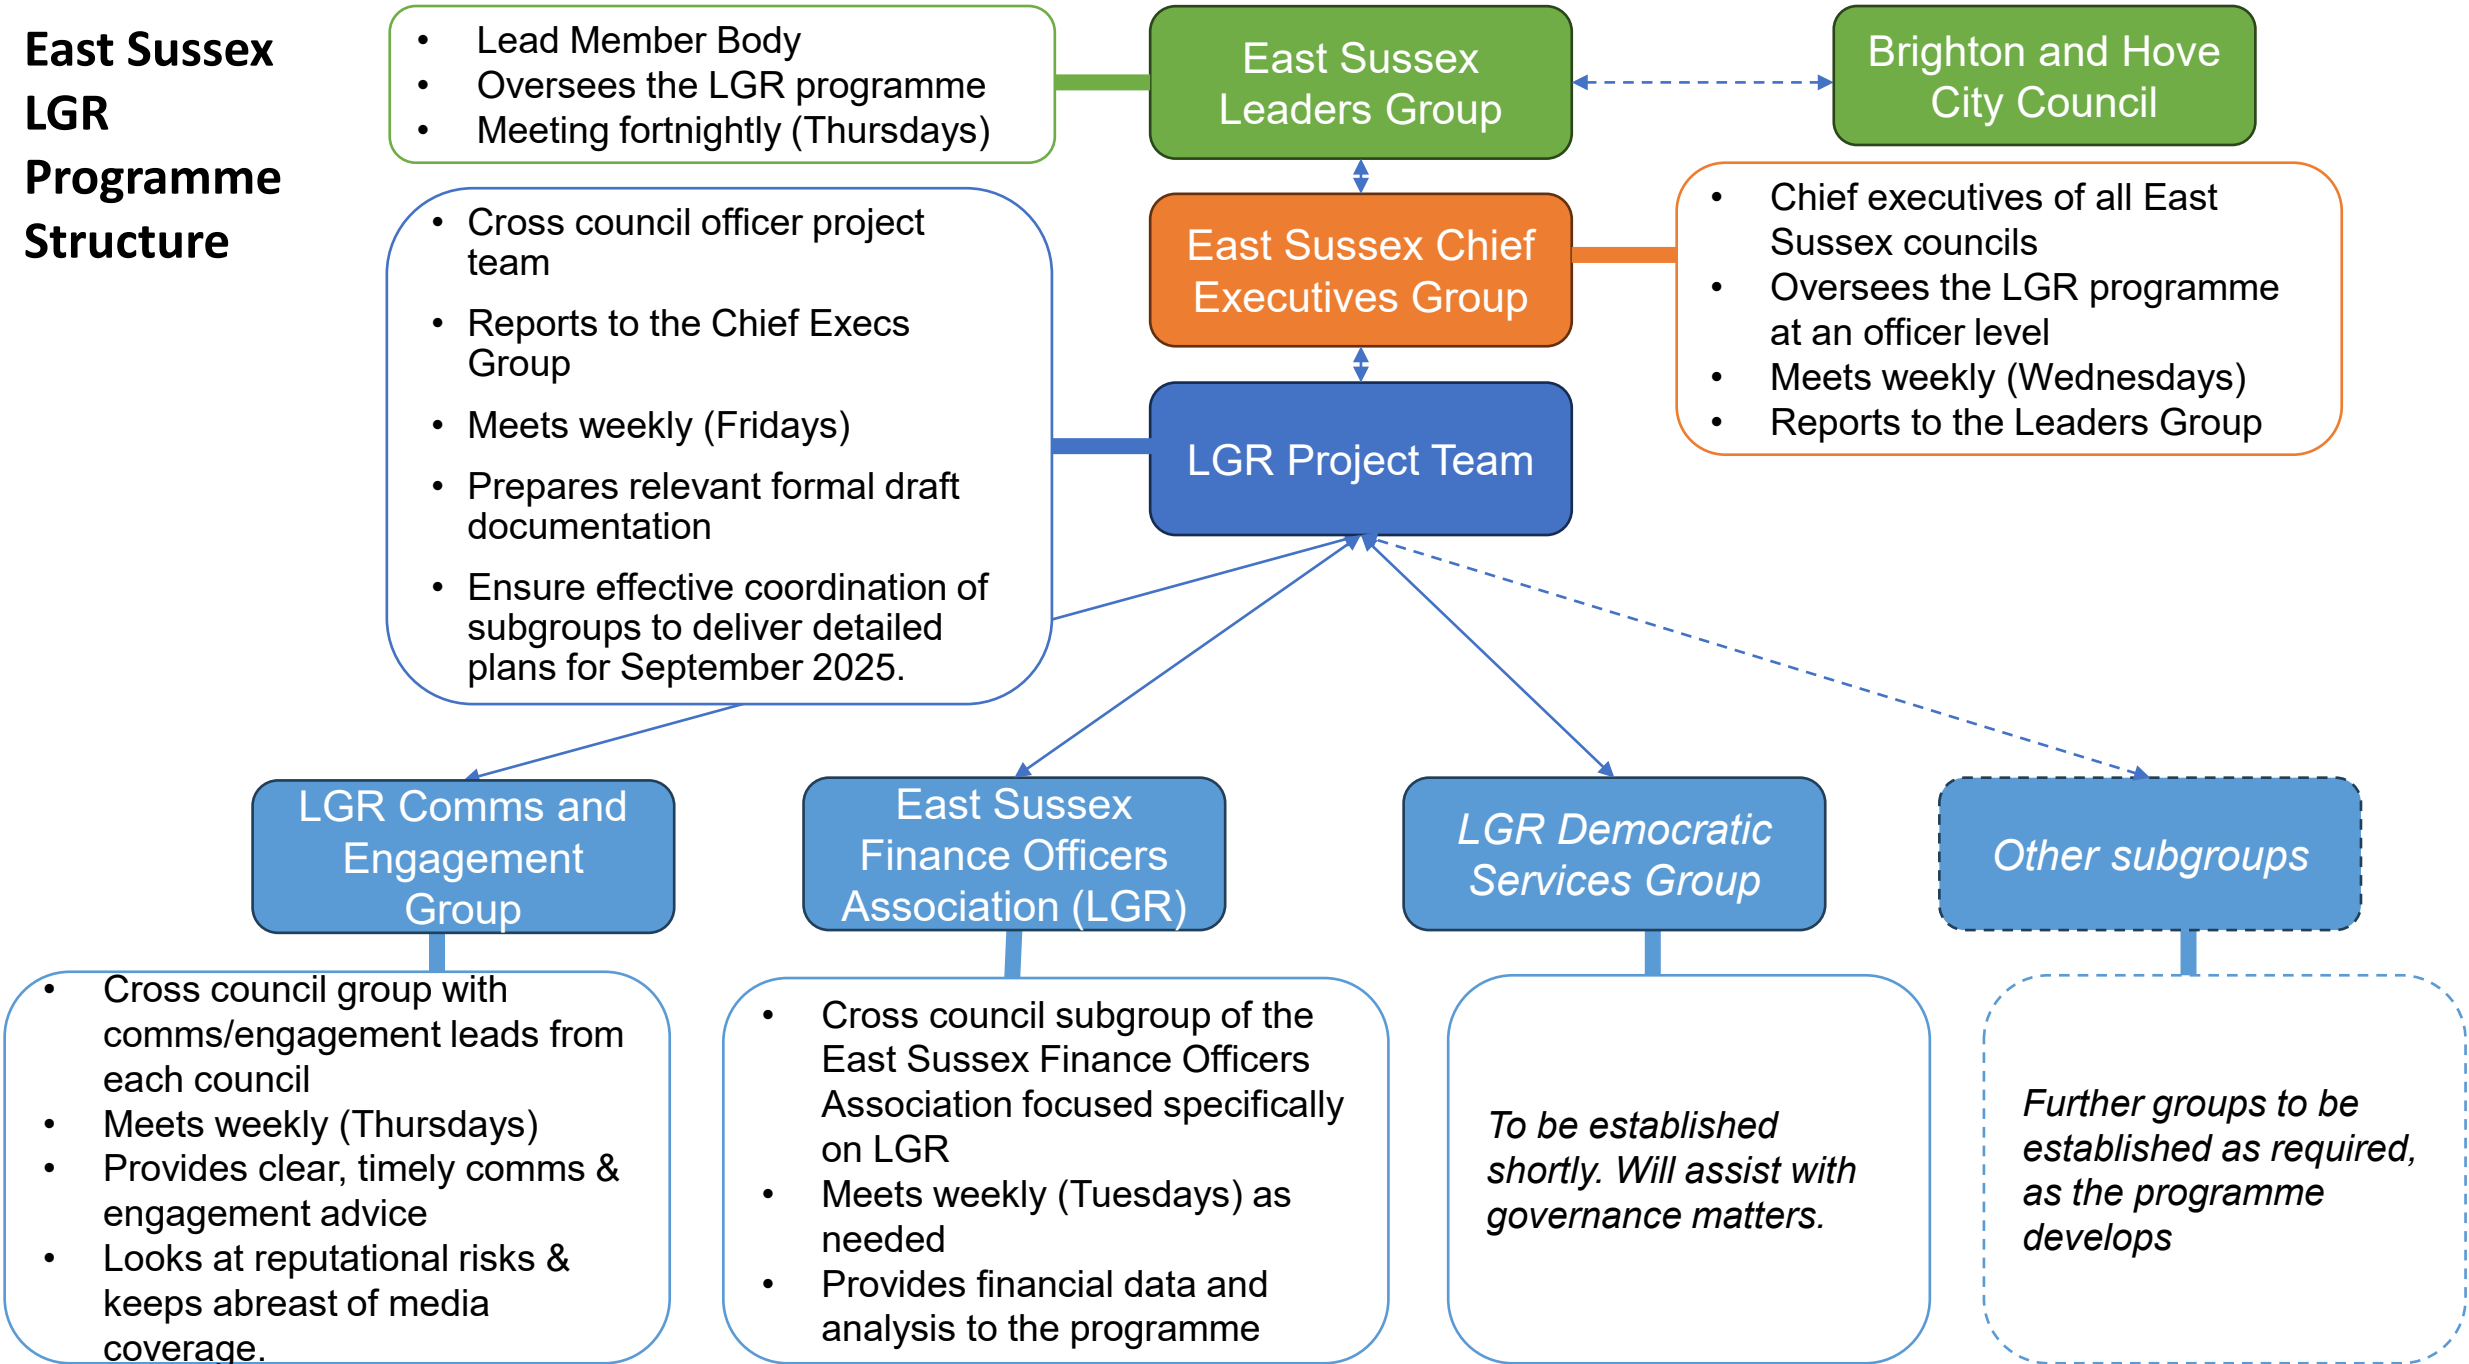 East Sussex
LGR
Programme
Structure
• Lead Member Body
• Oversees the LGR programme
• Meeting fortnightly (Thursdays)
East Sussex
Leaders Group
Brighton and Hove
City Council
• Cross council officer project
team
• Reports to the Chief Execs
Group
• Meets weekly (Fridays)
• Prepares relevant formal draft
documentation
• Ensure effective coordination of
subgroups to deliver detailed
plans for September 2025.
East Sussex Chief
Executives Group
• Chief executives of all East
Sussex councils
• Oversees the LGR programme
at an officer level
• Meets weekly (Wednesdays)
• Reports to the Leaders Group
LGR Project Team
LGR Comms and
Engagement
Group
East Sussex
Finance Officers
Association (LGR)
LGR Democratic
Services Group
Other subgroups
• Cross council group with
comms/engagement leads from
each council
• Meets weekly (Thursdays)
• Provides clear, timely comms &
engagement advice
• Looks at reputational risks &
keeps abreast of media
coverage.
• Cross council subgroup of the
East Sussex Finance Officers
Association focused specifically
on LGR
• Meets weekly (Tuesdays) as
needed
• Provides financial data and
analysis to the programme
To be established
shortly. Will assist with
governance matters.
Further groups to be
established as required,
as the programme
develops